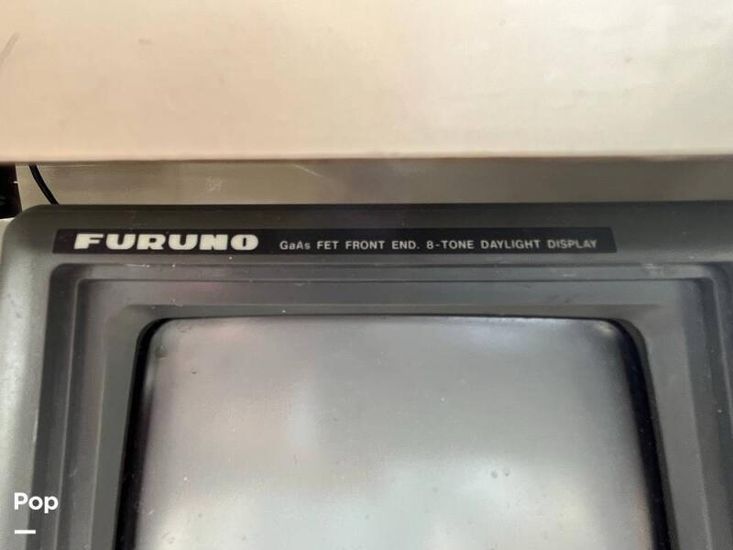 FURUNO GaAs FET FRONT END. 8-TONE DAYLIGHT DISPLAY
Pop